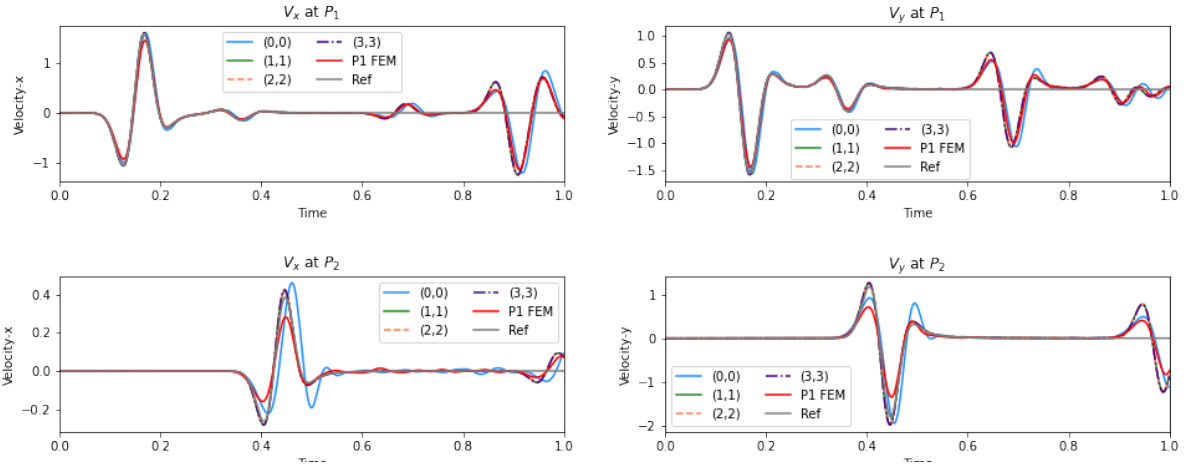 V_x at P_1
Velocity-x
1
0
−1
(0,0) (3,3)
(1,1) P1 FEM
(2,2) Ref
0.0 0.2 0.4 0.6 0.8 1.0
Time
V_y at P_1
Velocity-y
1.0
0.5
0.0
−0.5
−1.0
−1.5
(0,0) (3,3)
(1,1) P1 FEM
(2,2) Ref
0.0 0.2 0.4 0.6 0.8 1.0
Time
V_x at P_2
Velocity-x
0.4
0.2
0.0
−0.2
(0,0) (3,3)
(1,1) P1 FEM
(2,2) Ref
0.0 0.2 0.4 0.6 0.8 1.0
Time
V_y at P_2
Velocity-y
1
0
−1
−2
(0,0) (3,3)
(1,1) P1 FEM
(2,2) Ref
0.0 0.2 0.4 0.6 0.8 1.0
Time